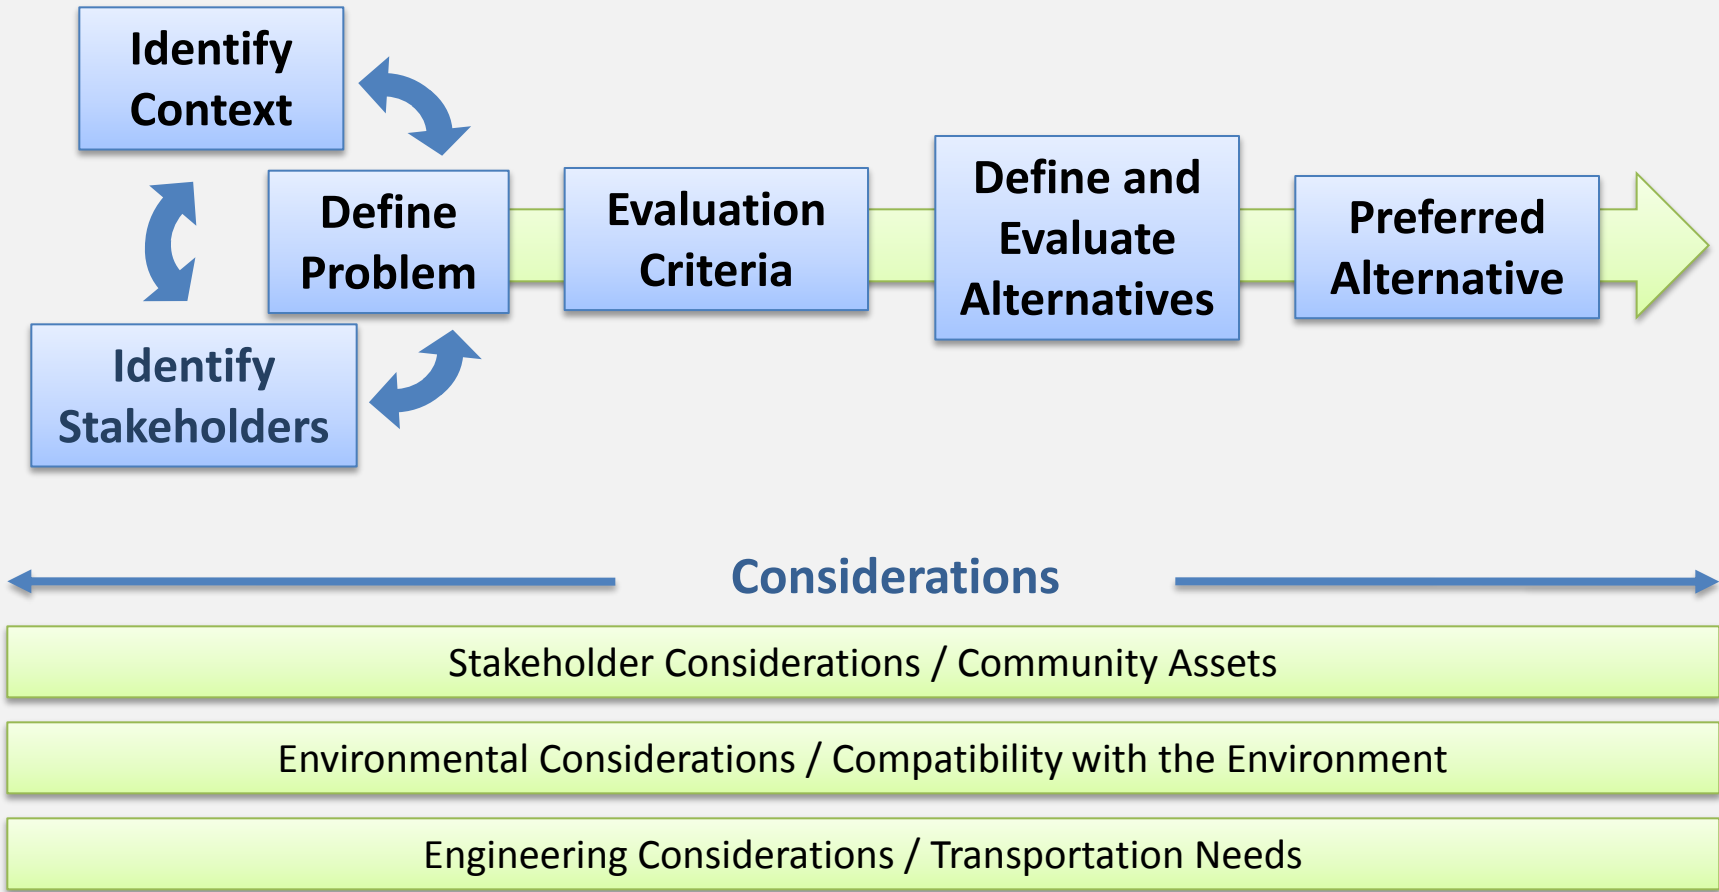 Identify
Context
Define
Problem
Identify
Stakeholders
Evaluation
Criteria
Define and
Evaluate
Alternatives
Preferred
Alternative
Considerations
Stakeholder Considerations / Community Assets
Environmental Considerations / Compatibility with the Environment
Engineering Considerations / Transportation Needs